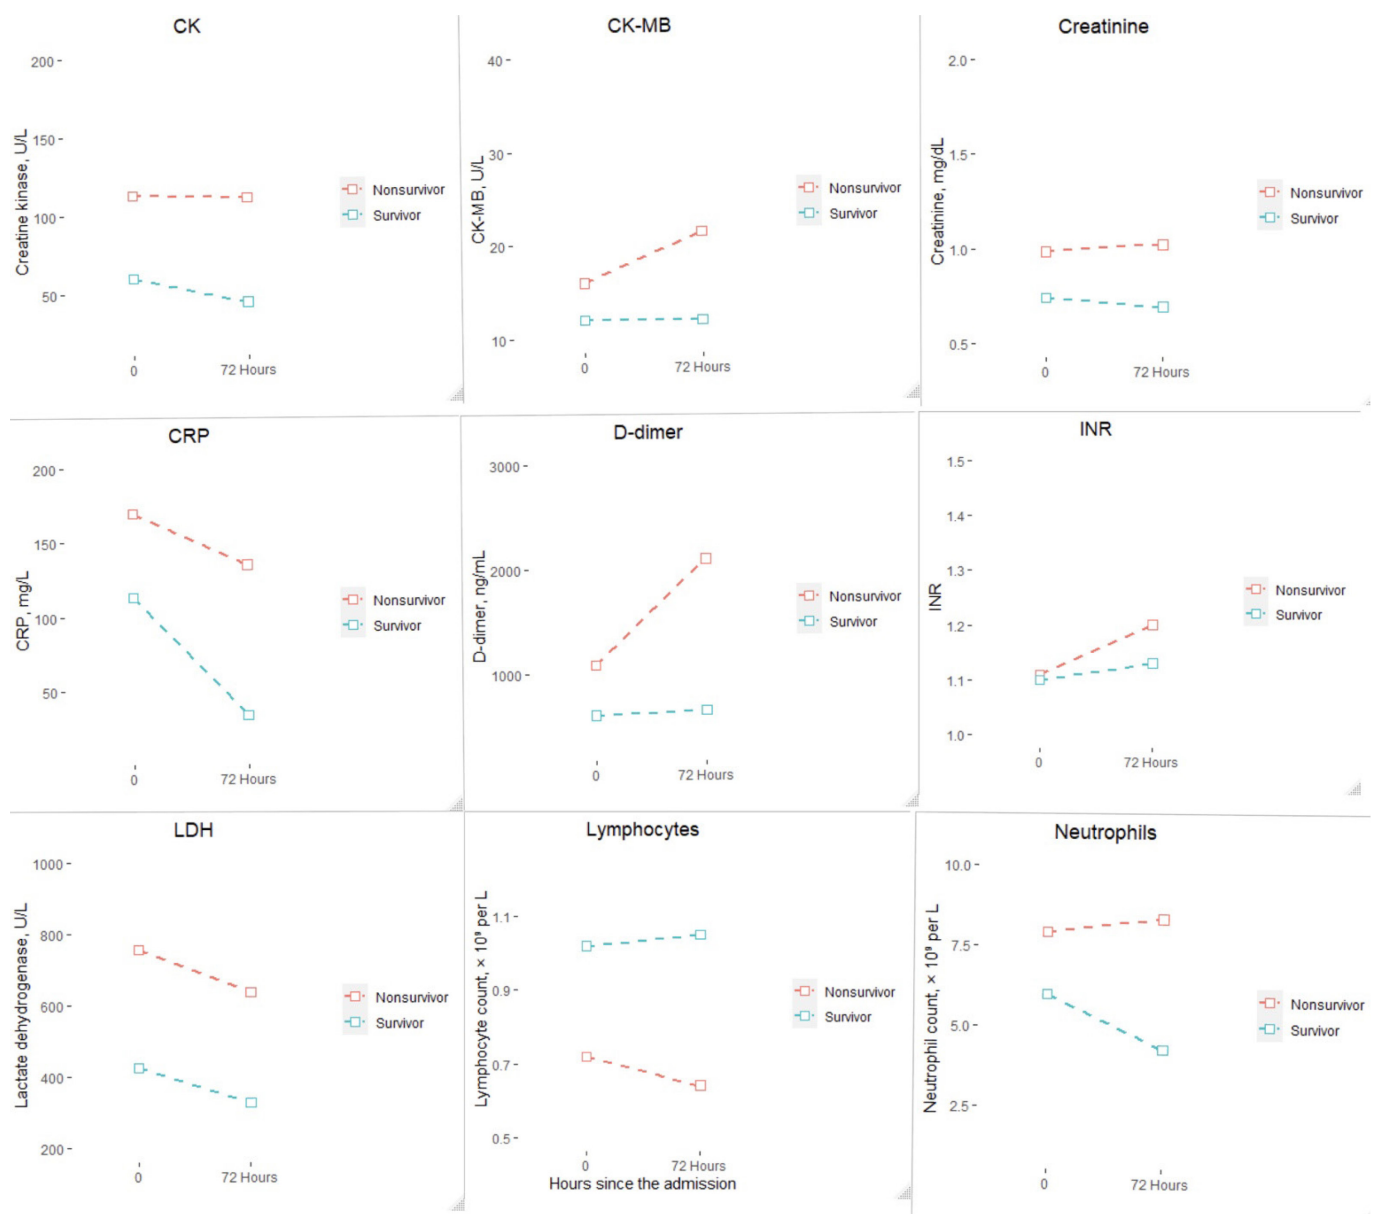 CK
200
150
100
50
Creatine kinase, U/L
Nonsurvivor
Survivor
0
72 Hours
CK-MB
40
30
20
10
CK-MB, U/L
Nonsurvivor
Survivor
0
72 Hours
Creatinine
2.0
1.5
1.0
0.5
Creatinine, mg/dL
Nonsurvivor
Survivor
0
72 Hours
CRP
200
150
100
50
CRP, mg/L
Nonsurvivor
Survivor
0
72 Hours
D-dimer
3000
2000
1000
D-dimer, ng/mL
Nonsurvivor
Survivor
0
72 Hours
INR
1.5
1.4
1.3
1.2
1.1
1.0
INR
Nonsurvivor
Survivor
0
72 Hours
LDH
1000
800
600
400
200
Lactate dehydrogenase, U/L
Nonsurvivor
Survivor
0
72 Hours
Lymphocytes
1.1
0.9
0.7
0.5
Lymphocyte count, × 10⁹ per L
Nonsurvivor
Survivor
0
72 Hours
Hours since the admission
Neutrophils
10.0
7.5
5.0
2.5
Neutrophil count, × 10⁹ per L
Nonsurvivor
Survivor
0
72 Hours